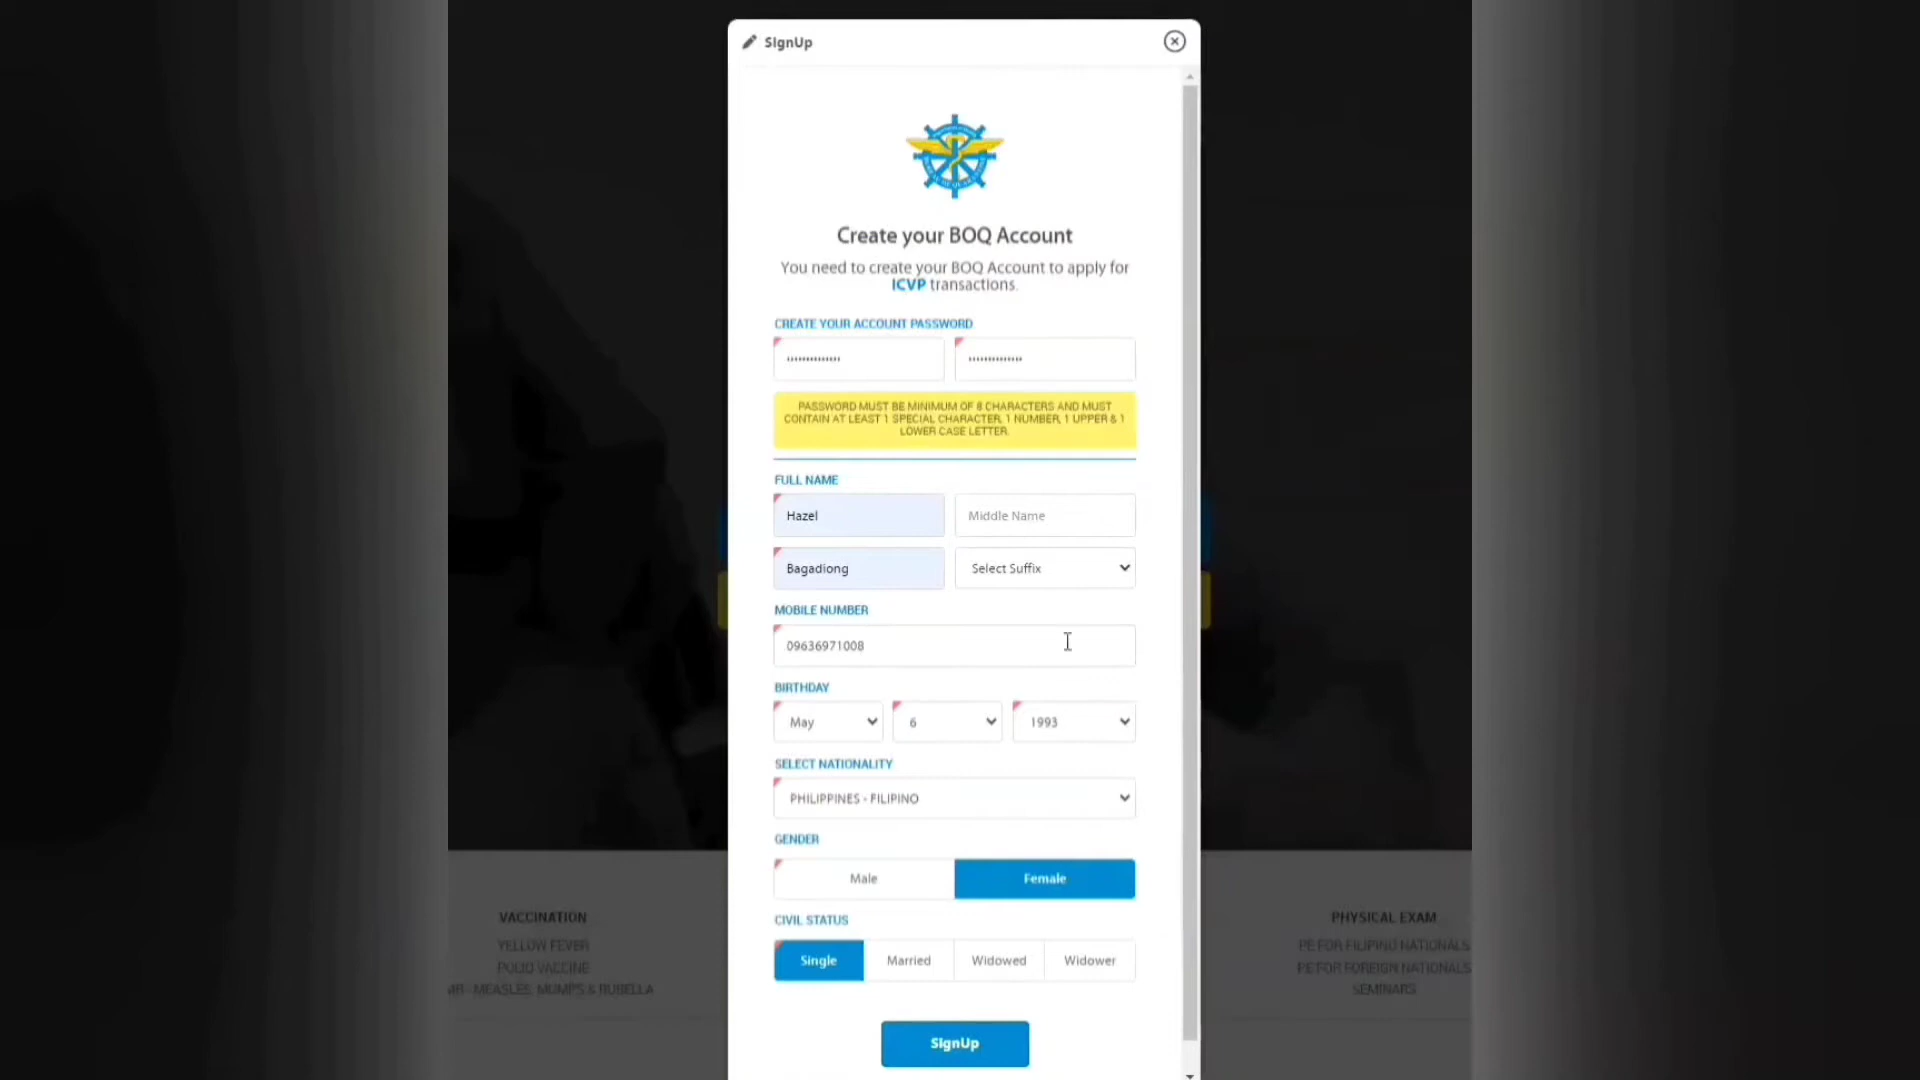 SignUp
Create your BOQ Account
You need to create your BOQ Account to apply for
ICVP transactions.
CREATE YOUR ACCOUNT PASSWORD
PASSWORD MUST BE MINIMUM OF 8 CHARACTERS AND MUST
CONTAIN AT LEAST 1 SPECIAL CHARACTER, 1 NUMBER, 1 UPPER & 1
LOWER CASE LETTER.
FULL NAME
Hazel
Middle Name
Bagadiong
Select Suffix
MOBILE NUMBER
09636971008
BIRTHDAY
May
6
1993
SELECT NATIONALITY
PHILIPPINES - FILIPINO
GENDER
Male
Female
CIVIL STATUS
Single
Married
Widowed
Widower
SignUp
VACCINATION
YELLOW FEVER
POLIO VACCINE
MR - MEASLES, MUMPS & RUBELLA
PHYSICAL EXAM
PE FOR FILIPINO NATIONALS
PE FOR FOREIGN NATIONALS
SEMINARS